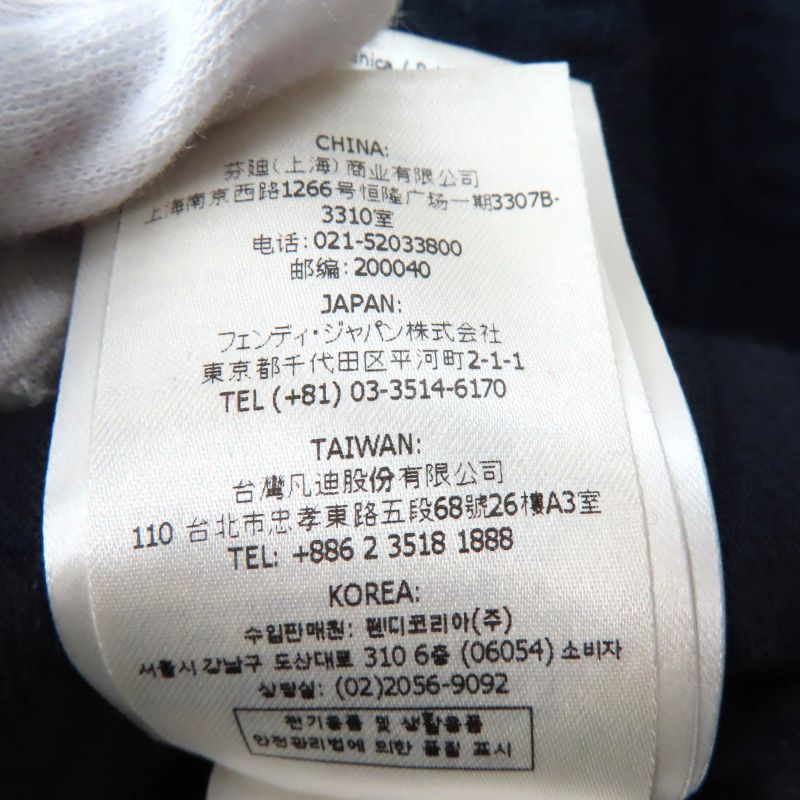 CHINA:
芬迪(上海)商业有限公司
上海南京西路1266号恒隆广场一期3307B-
3310室
电话: 021-52033800
邮编: 200040
JAPAN:
フェンディ・ジャパン株式会社
東京都千代田区平河町2-1-1
TEL (+81) 03-3514-6170
TAIWAN:
台灣凡迪股份有限公司
110 台北市忠孝東路五段68號26樓A3室
TEL: +886 2 3518 1888
KOREA:
수입판매원: 펜디코리아(주)
서울시 강남구 도산대로 310 6층 (06054) 소비자
상담실: (02)2056-9092
전기용품 및 생활용품
안전관리법에 의한 품질 표시